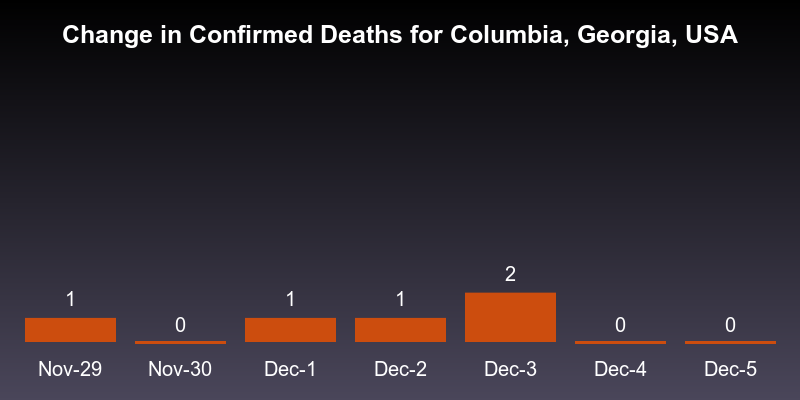 Change in Confirmed Deaths for Columbia, Georgia, USA
1 0 1 1 2 0 0
Nov-29 Nov-30 Dec-1 Dec-2 Dec-3 Dec-4 Dec-5